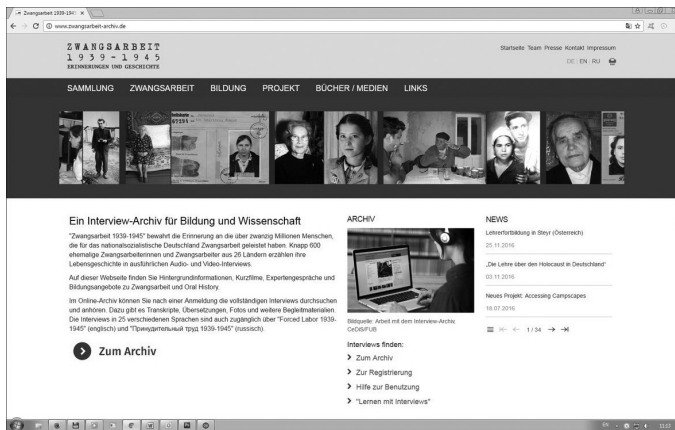 Zwangsarbeit 1939-194
www.zwangsarbeit-archiv.de
ZWANGSARBEIT
1939-1945
ERINNERUNGEN UND GESCHICHTE
Startseite Team Presse Kontakt Impressum
DE EN RU
SAMMLUNG ZWANGSARBEIT BILDUNG PROJEKT BÜCHER / MEDIEN LINKS
Ein Interview-Archiv für Bildung und Wissenschaft
"Zwangsarbeit 1939-1945" bewahrt die Erinnerung an die über zwanzig Millionen Menschen,
die für das nationalsozialistische Deutschland Zwangsarbeit geleistet haben. Knapp 600
ehemalige Zwangsarbeiterinnen und Zwangsarbeiter aus 26 Ländern erzählen ihre
Lebensgeschichte in ausführlichen Audio- und Video-Interviews.
Auf dieser Webseite finden Sie Hintergrundinformationen, Kurzfilme, Expertengespräche und
Bildungsangebote zu Zwangsarbeit und Oral History.
Im Online-Archiv können Sie nach einer Anmeldung die vollständigen Interviews durchsuchen
und anhören. Dazu gibt es Transkripte, Übersetzungen, Fotos und weitere Begleitmaterialien.
Die Interviews in 25 verschiedenen Sprachen sind auch zugänglich über "Forced Labor 1939-
1945" (englisch) und "Принудительный труд 1939-1945" (russisch).
Zum Archiv
ARCHIV
Bildquelle: Arbeit mit dem Interview-Archiv.
CeDiS/FUB
Interviews finden:
Zum Archiv
Zur Registrierung
Hilfe zur Benutzung
"Lernen mit Interviews"
NEWS
Lehrerfortbildung in Steyr (Österreich)
25.11.2016
„Die Lehre über den Holocaust in Deutschland"
03.11.2016
Neues Projekt: Accessing Campscapes
18.07.2016
1 / 34
EN
11:13